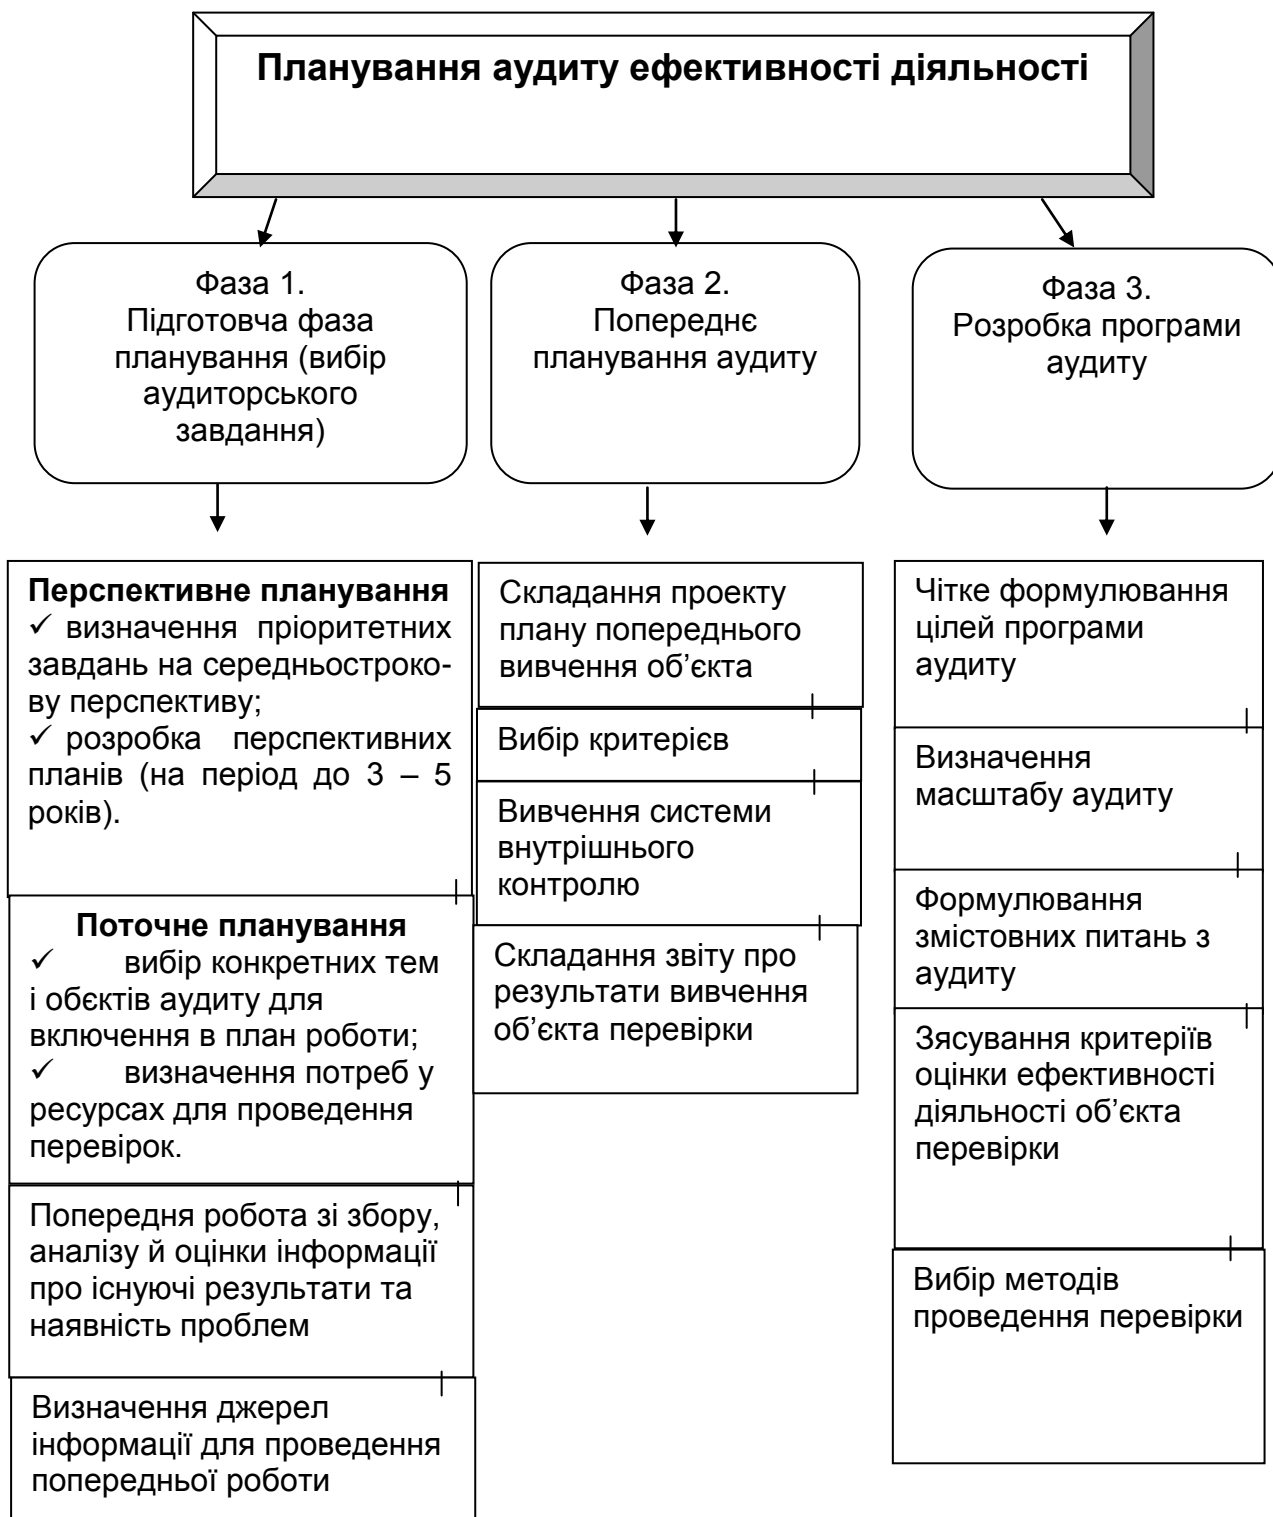 Планування аудиту ефективності діяльності
Фаза 1.
Підготовча фаза
планування (вибір
аудиторського
завдання)
Фаза 2.
Попереднє
планування аудиту
Фаза 3.
Розробка програми
аудиту
Перспективне планування
✓ визначення пріоритетних
завдань на середньостроко-
ву перспективу;
✓ розробка перспективних
планів (на період до 3 – 5
років).
Поточне планування
✓ вибір конкретних тем
і обєктів аудиту для
включення в план роботи;
✓ визначення потреб у
ресурсах для проведення
перевірок.
Попередня робота зі збору,
аналізу й оцінки інформації
про існуючі результати та
наявність проблем
Визначення джерел
інформації для проведення
попередньої роботи
Складання проекту
плану попереднього
вивчення об’єкта
Вибір критерієв
Вивчення системи
внутрішнього
контролю
Складання звіту про
результати вивчення
об’єкта перевірки
Чітке формулювання
цілей програми
аудиту
Визначення
масштабу аудиту
Формулювання
змістовних питань з
аудиту
Зясування критеріїв
оцінки ефективності
діяльності об’єкта
перевірки
Вибір методів
проведення перевірки